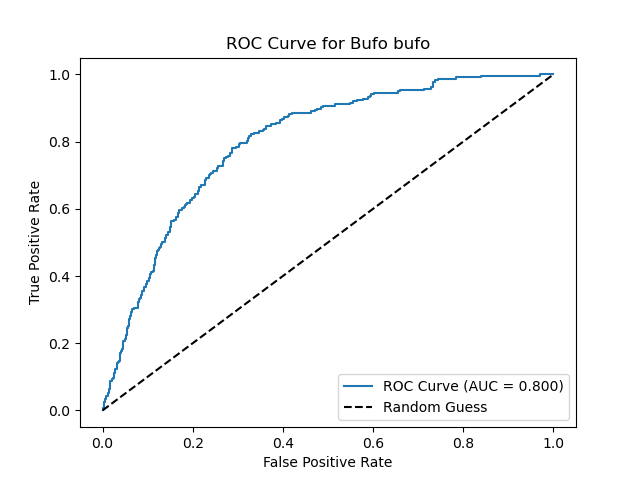 ROC Curve for Bufo bufo
True Positive Rate
1.0
0.8
0.6
0.4
0.2
0.0
0.0 0.2 0.4 0.6 0.8 1.0
False Positive Rate
ROC Curve (AUC = 0.800)
Random Guess